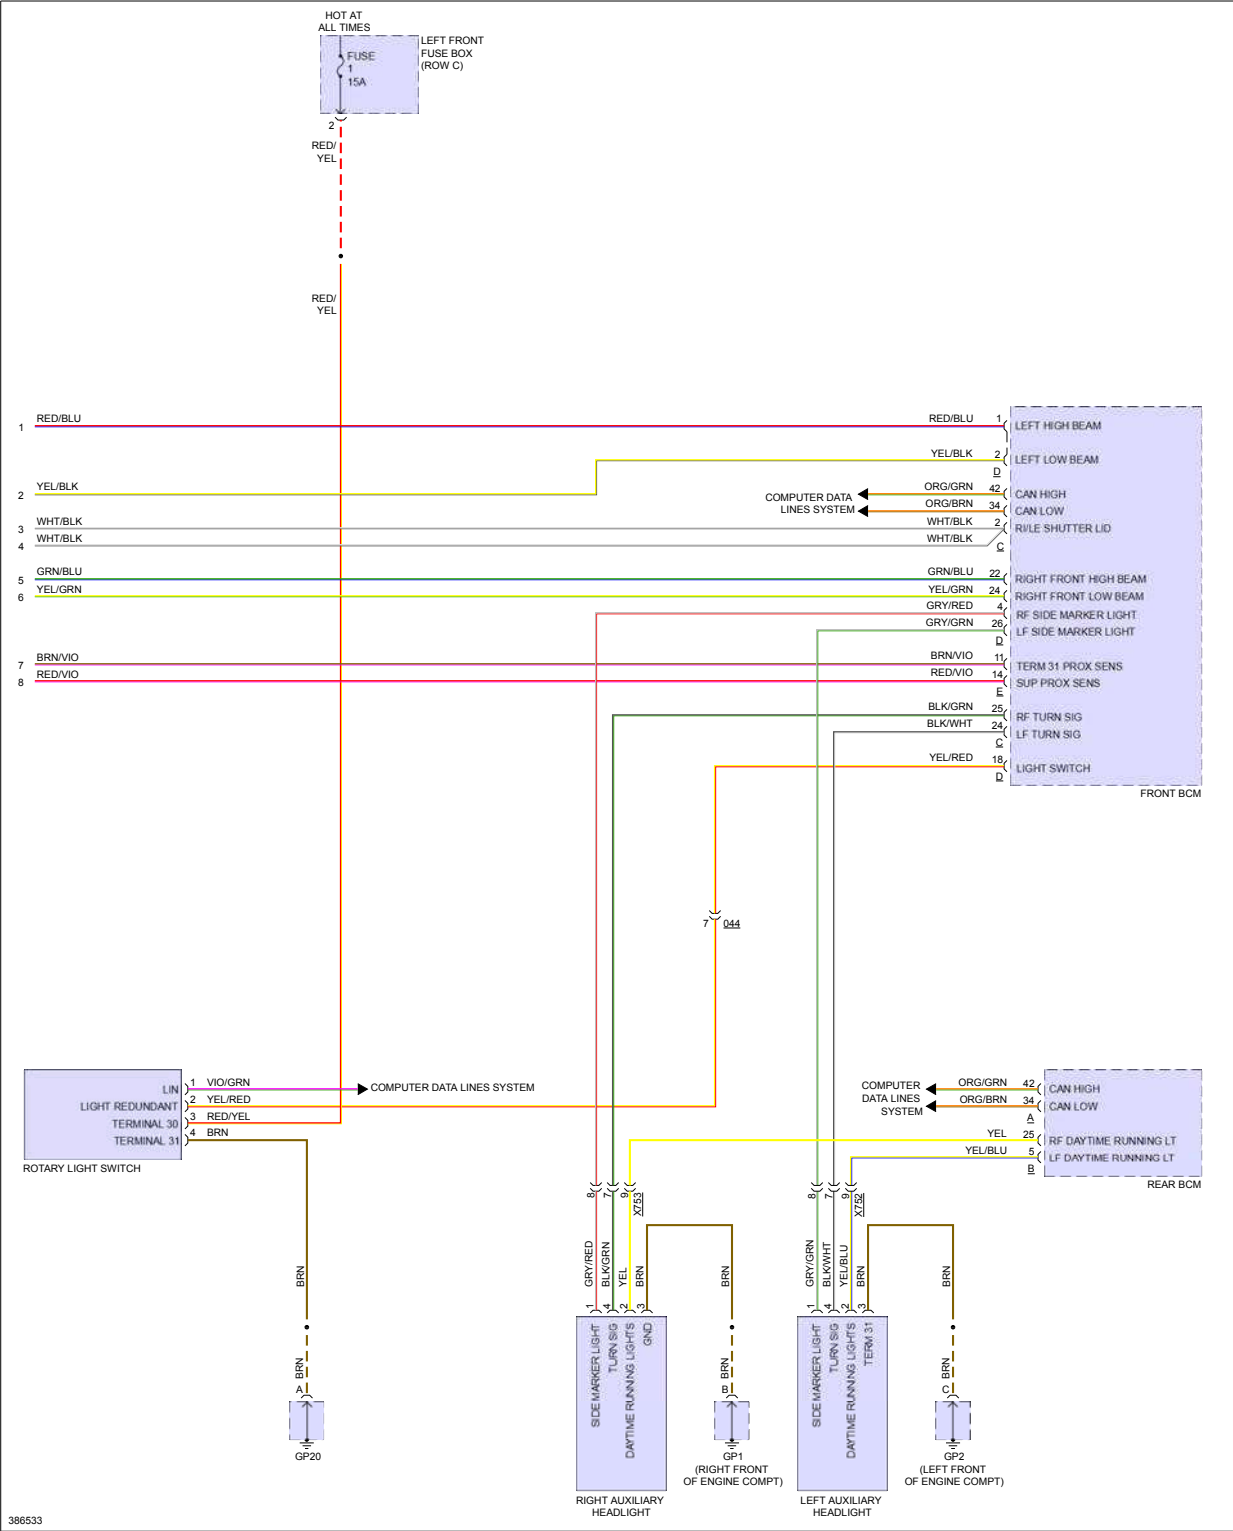 HOT AT
ALL TIMES
LEFT FRONT
FUSE BOX
(ROW C)
FUSE
1
15A
2
RED/
YEL
RED/
YEL
1 RED/BLU RED/BLU 1 LEFT HIGH BEAM
YEL/BLK 2 LEFT LOW BEAM
D
2 YEL/BLK
COMPUTER DATA
LINES SYSTEM
ORG/GRN 42 CAN HIGH
ORG/BRN 34 CAN LOW
3 WHT/BLK WHT/BLK 2 RI/LE SHUTTER LID
4 WHT/BLK WHT/BLK
C
5 GRN/BLU GRN/BLU 22 RIGHT FRONT HIGH BEAM
6 YEL/GRN YEL/GRN 24 RIGHT FRONT LOW BEAM
GRY/RED 4 RF SIDE MARKER LIGHT
GRY/GRN 26 LF SIDE MARKER LIGHT
D
7 BRN/VIO BRN/VIO 11 TERM 31 PROX SENS
8 RED/VIO RED/VIO 14 SUP PROX SENS
E
BLK/GRN 25 RF TURN SIG
BLK/WHT 24 LF TURN SIG
C
YEL/RED 18 LIGHT SWITCH
D
FRONT BCM
7 044
LIN 1 VIO/GRN COMPUTER DATA LINES SYSTEM
LIGHT REDUNDANT 2 YEL/RED
TERMINAL 30 3 RED/YEL
TERMINAL 31 4 BRN
ROTARY LIGHT SWITCH
COMPUTER
DATA LINES
SYSTEM
ORG/GRN 42 CAN HIGH
ORG/BRN 34 CAN LOW
A
YEL 25 RF DAYTIME RUNNING LT
YEL/BLU 5 LF DAYTIME RUNNING LT
B
REAR BCM
8 7 9 X753
8 7 9 X752
BRN
GRY/RED BLK/GRN YEL BRN
BRN
GRY/GRN BLK/WHT YEL/BLU BRN
BRN
1 4 2 3
1 4 2 3
SIDE MARKER LIGHT
TURN SIG
DAYTIME RUNNING LIGHTS
GND
SIDE MARKER LIGHT
TURN SIG
DAYTIME RUNNING LIGHTS
TERM 31
BRN
A
GP20
BRN
B
GP1
(RIGHT FRONT
OF ENGINE COMPT)
BRN
C
GP2
(LEFT FRONT
OF ENGINE COMPT)
RIGHT AUXILIARY
HEADLIGHT
LEFT AUXILIARY
HEADLIGHT
386533